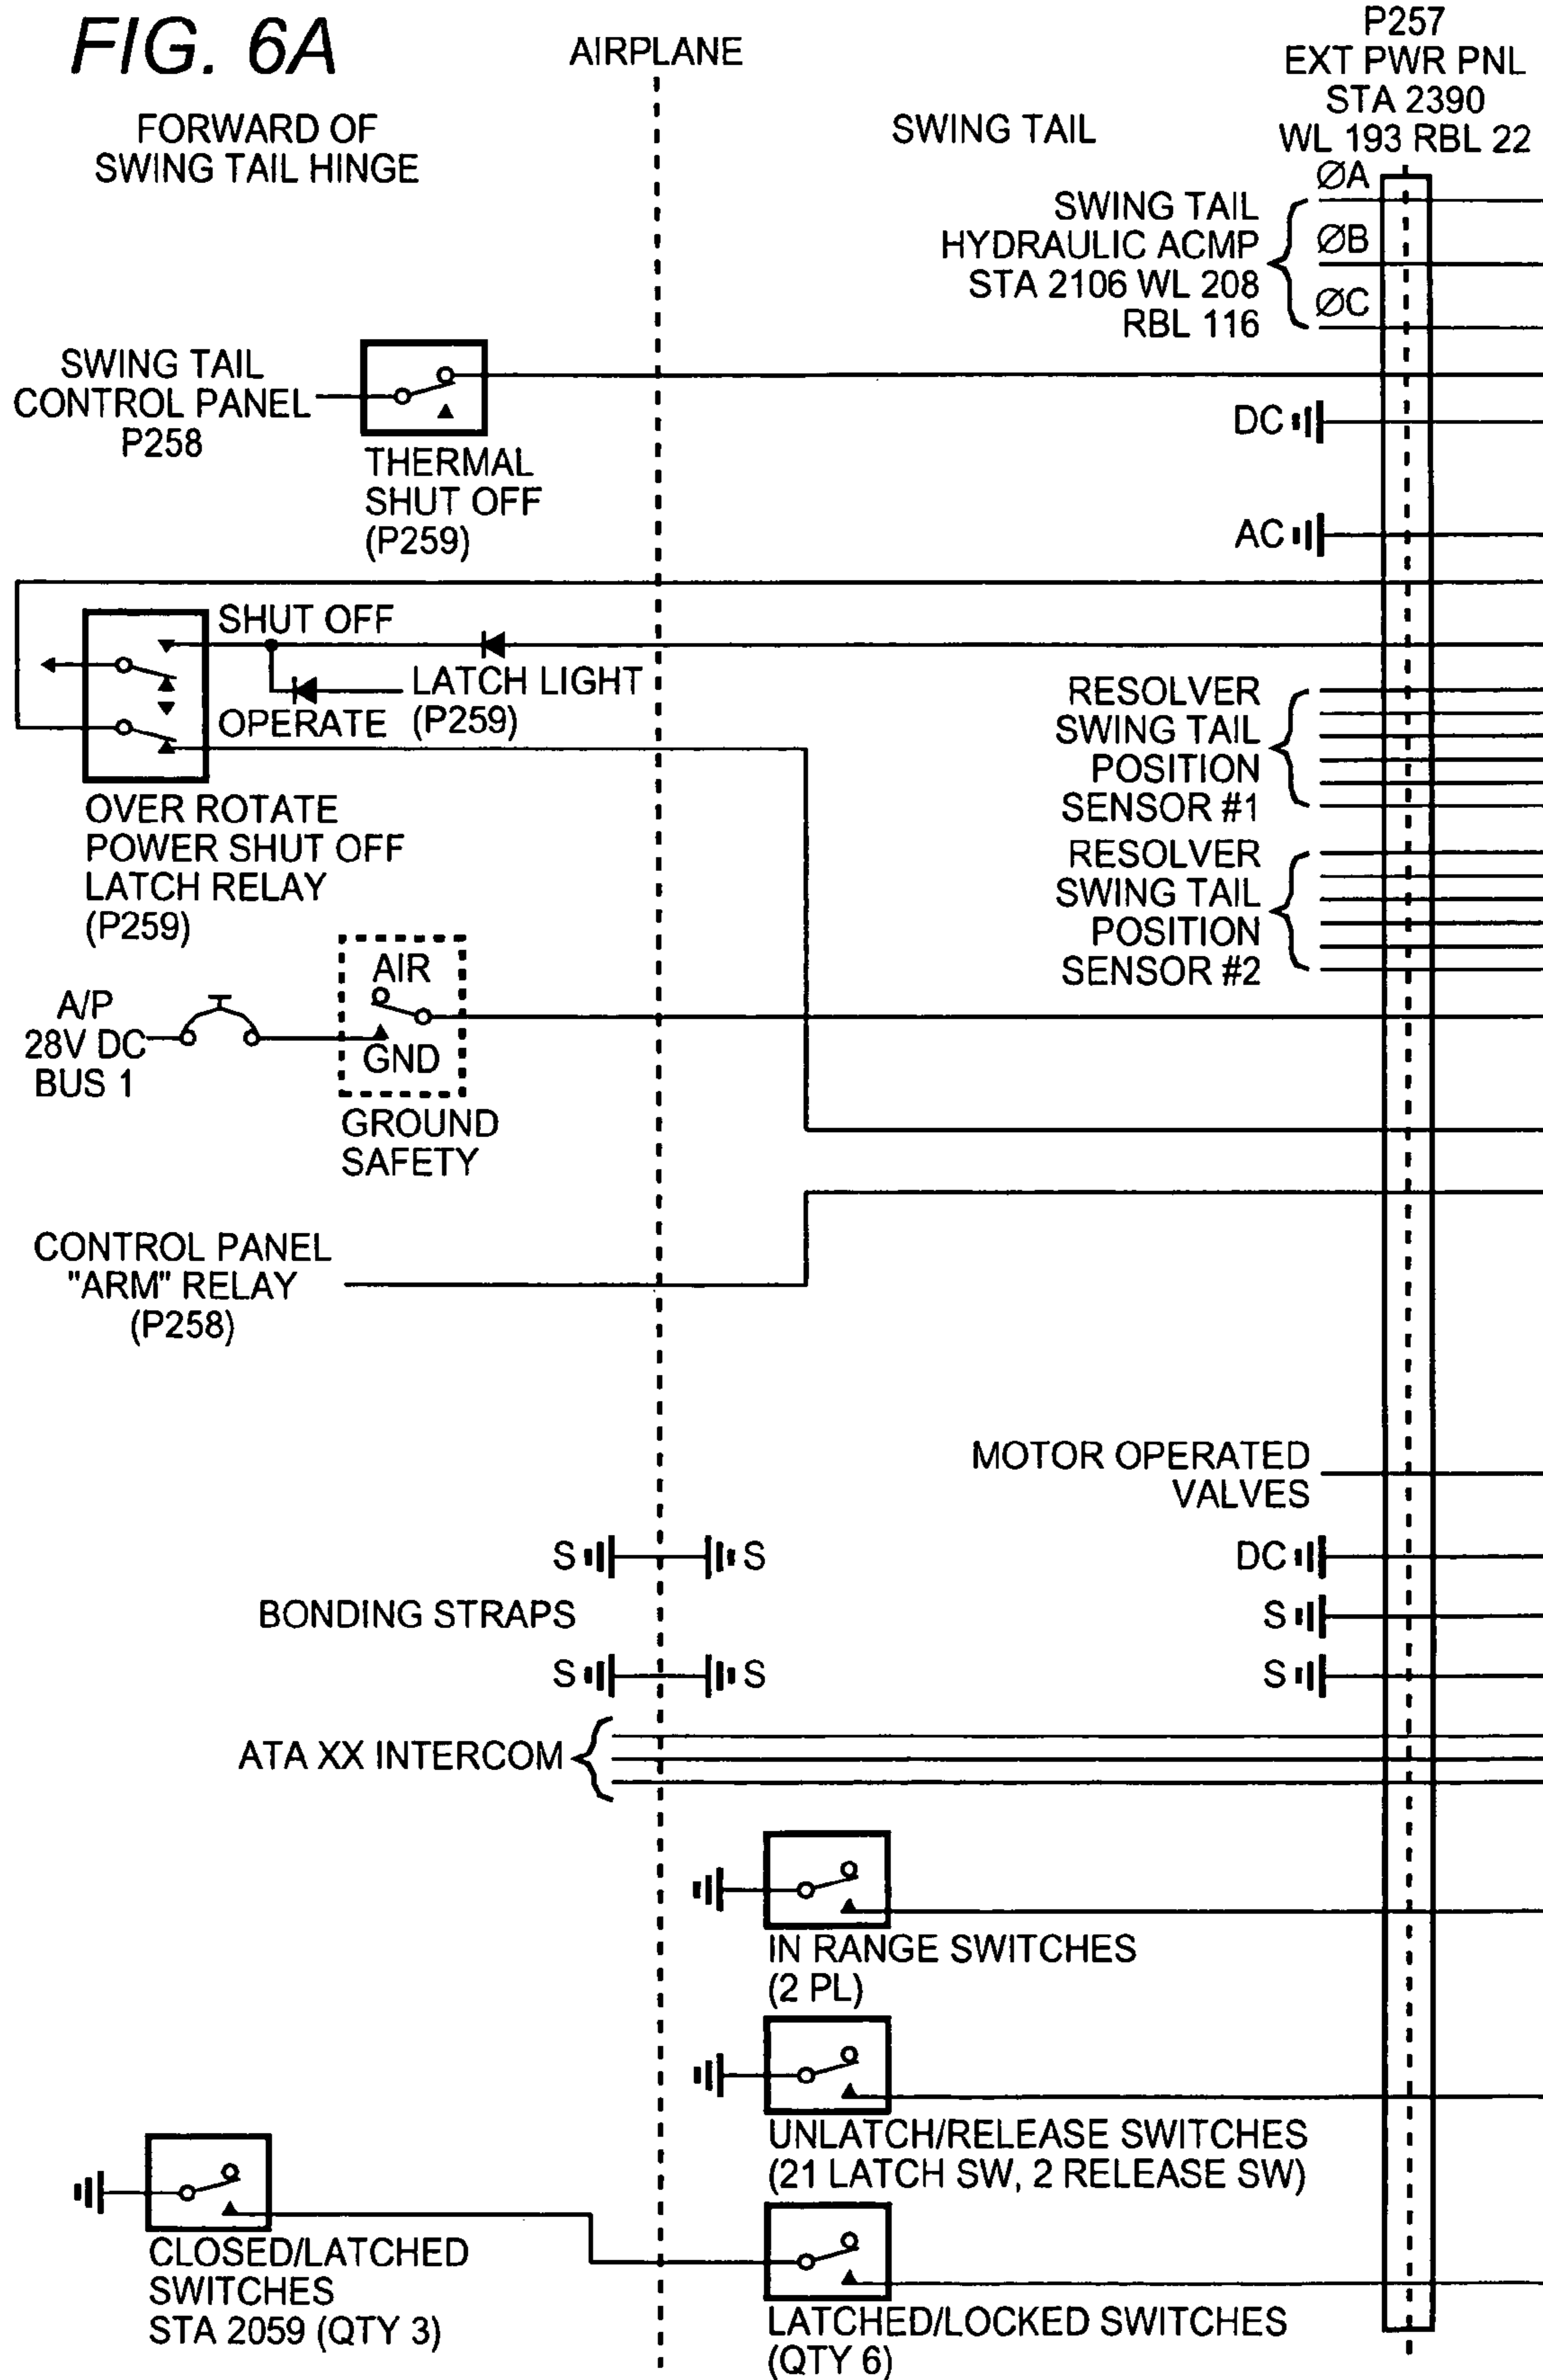 FIG. 6A
AIRPLANE
P257
EXT PWR PNL
STA 2390
WL 193 RBL 22
FORWARD OF
SWING TAIL HINGE
SWING TAIL
ØA
ØB
ØC
SWING TAIL
HYDRAULIC ACMP
STA 2106 WL 208
RBL 116
SWING TAIL
CONTROL PANEL
P258
THERMAL
SHUT OFF
(P259)
DC
AC
SHUT OFF
LATCH LIGHT
(P259)
OPERATE
OVER ROTATE
POWER SHUT OFF
LATCH RELAY
(P259)
RESOLVER
SWING TAIL
POSITION
SENSOR #1
RESOLVER
SWING TAIL
POSITION
SENSOR #2
A/P
28V DC
BUS 1
AIR
GND
GROUND
SAFETY
CONTROL PANEL
"ARM" RELAY
(P258)
MOTOR OPERATED
VALVES
S
S
DC
BONDING STRAPS
S
S
S
S
ATA XX INTERCOM
IN RANGE SWITCHES
(2 PL)
UNLATCH/RELEASE SWITCHES
(21 LATCH SW, 2 RELEASE SW)
CLOSED/LATCHED
SWITCHES
STA 2059 (QTY 3)
LATCHED/LOCKED SWITCHES
(QTY 6)